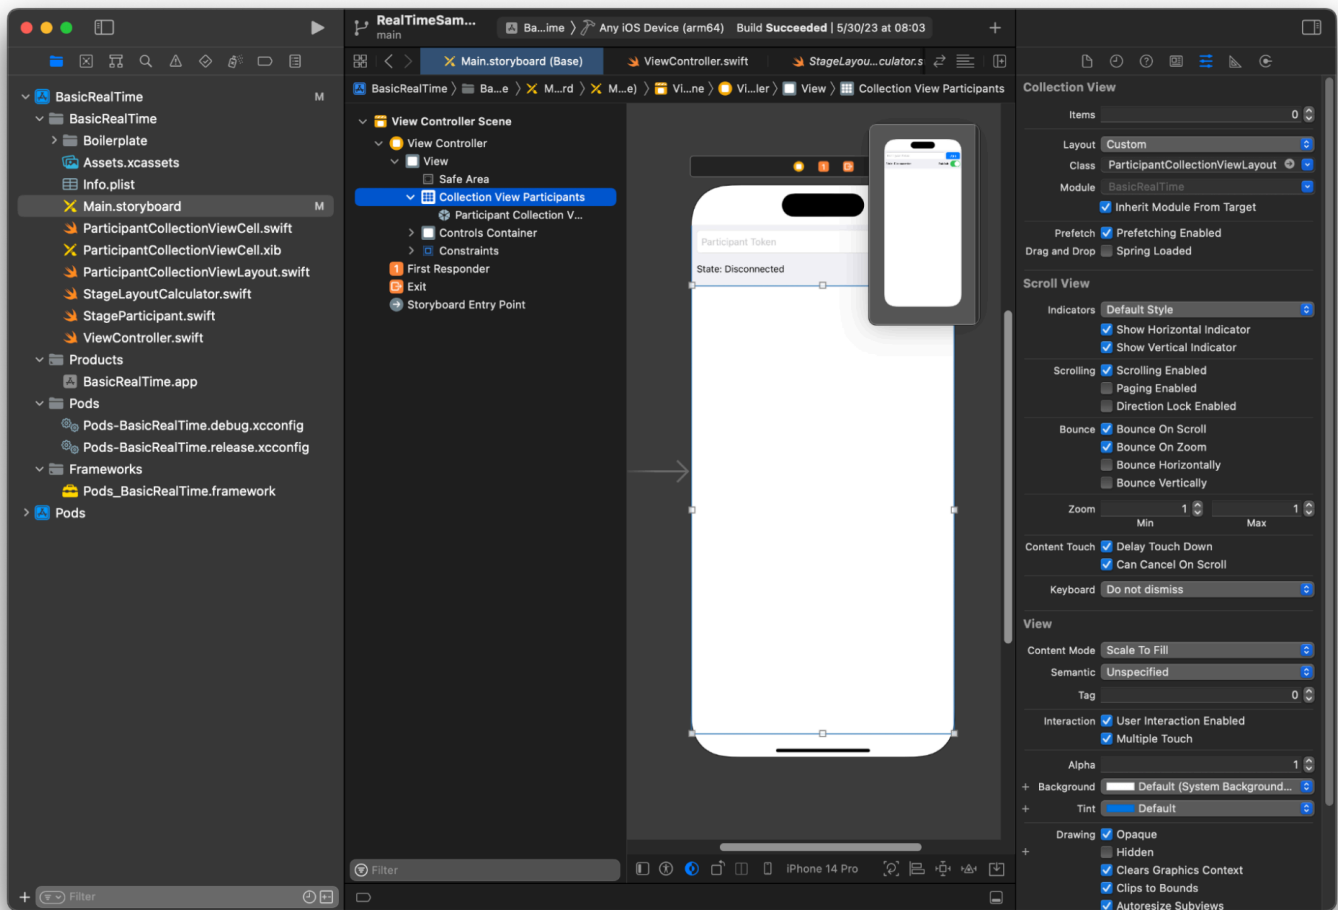 RealTimeSam...
main
Ba...ime
Any iOS Device (arm64)
Build Succeeded | 5/30/23 at 08:03
Main.storyboard (Base)
ViewController.swift
StageLayou...culator.s
BasicRealTime
Ba...e
M...rd
M...e)
Vi...ne
Vi...ler
View
Collection View Participants
BasicRealTime M
BasicRealTime
Boilerplate
Assets.xcassets
Info.plist
Main.storyboard M
ParticipantCollectionViewCell.swift
ParticipantCollectionViewCell.xib
ParticipantCollectionViewLayout.swift
StageLayoutCalculator.swift
StageParticipant.swift
ViewController.swift
Products
BasicRealTime.app
Pods
Pods-BasicRealTime.debug.xcconfig
Pods-BasicRealTime.release.xcconfig
Frameworks
Pods_BasicRealTime.framework
Pods
Filter
View Controller Scene
View Controller
View
Safe Area
Collection View Participants
Participant Collection V...
Controls Container
Constraints
First Responder
Exit
Storyboard Entry Point
Filter
Participant Token
State: Disconnected
iPhone 14 Pro
Collection View
Items 0
Layout Custom
Class ParticipantCollectionViewLayout
Module BasicRealTime
Inherit Module From Target
Prefetch Prefetching Enabled
Drag and Drop Spring Loaded
Scroll View
Indicators Default Style
Show Horizontal Indicator
Show Vertical Indicator
Scrolling Scrolling Enabled
Paging Enabled
Direction Lock Enabled
Bounce Bounce On Scroll
Bounce On Zoom
Bounce Horizontally
Bounce Vertically
Zoom 1 1
Min Max
Content Touch Delay Touch Down
Can Cancel On Scroll
Keyboard Do not dismiss
View
Content Mode Scale To Fill
Semantic Unspecified
Tag 0
Interaction User Interaction Enabled
Multiple Touch
Alpha 1
+ Background Default (System Background...
+ Tint Default
Drawing Opaque
+ Hidden
Clears Graphics Context
Clips to Bounds
Autoresize Subviews